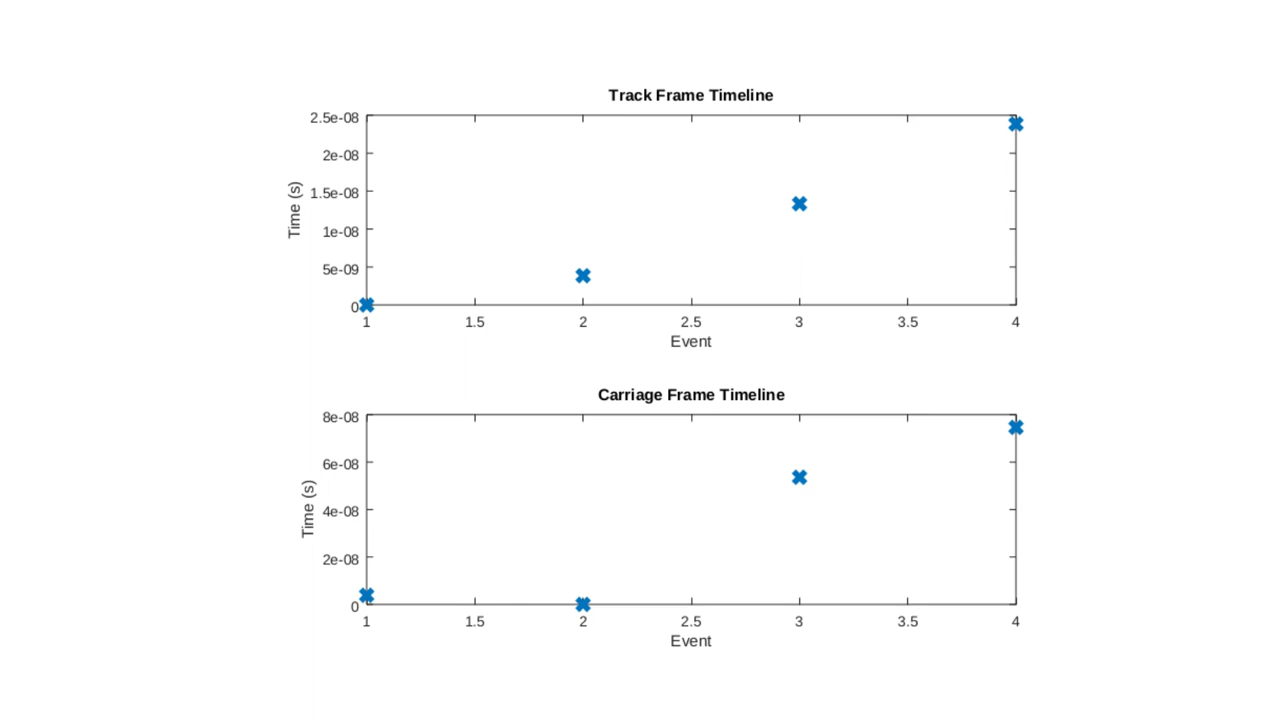 Track Frame Timeline
2.5e-08
2e-08
1.5e-08
1e-08
5e-09
0
Time (s)
1 1.5 2 2.5 3 3.5 4
Event
Carriage Frame Timeline
8e-08
6e-08
4e-08
2e-08
0
Time (s)
1 1.5 2 2.5 3 3.5 4
Event